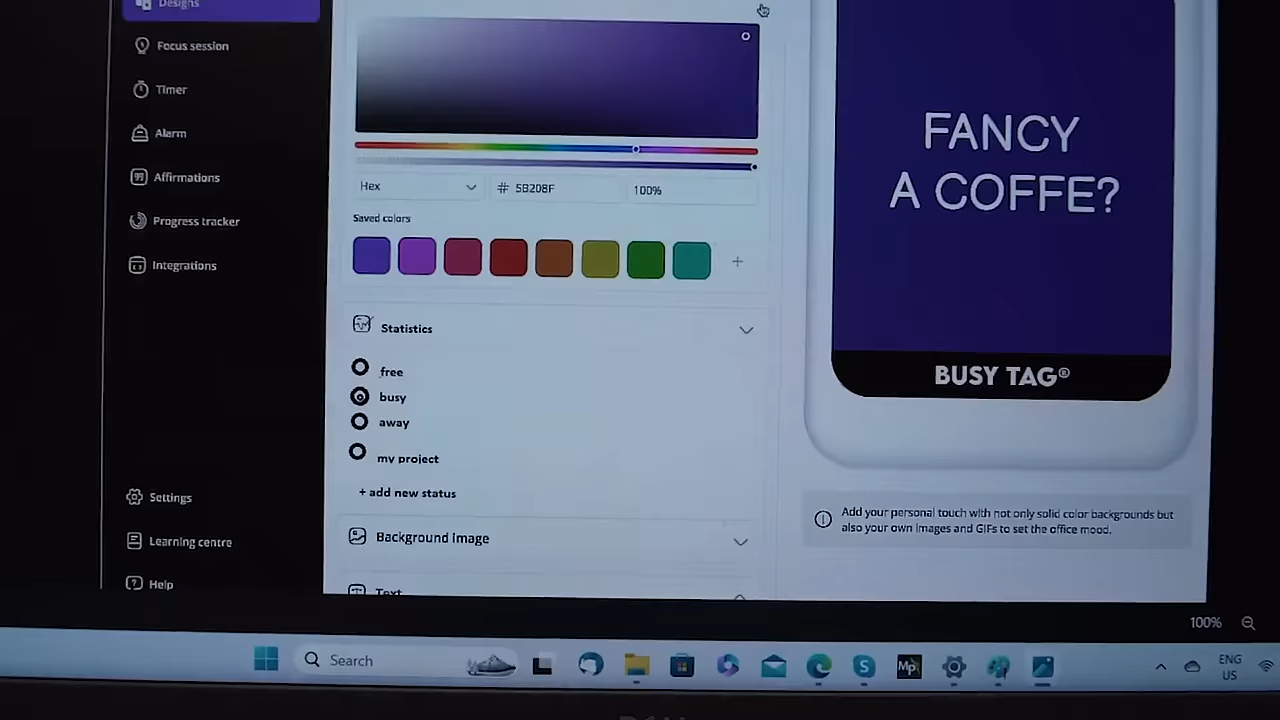 Designs
Focus session
Timer
Alarm
Affirmations
Progress tracker
Integrations
Settings
Learning centre
Help
Hex
# 5B208F
100%
Saved colors
Statistics
free
busy
away
my project
+ add new status
Background Image
Text
FANCY
A COFFE?
BUSY TAG®
Add your personal touch with not only solid color backgrounds but
also your own images and GIFs to set the office mood.
100%
Search
Mp
ENG
US